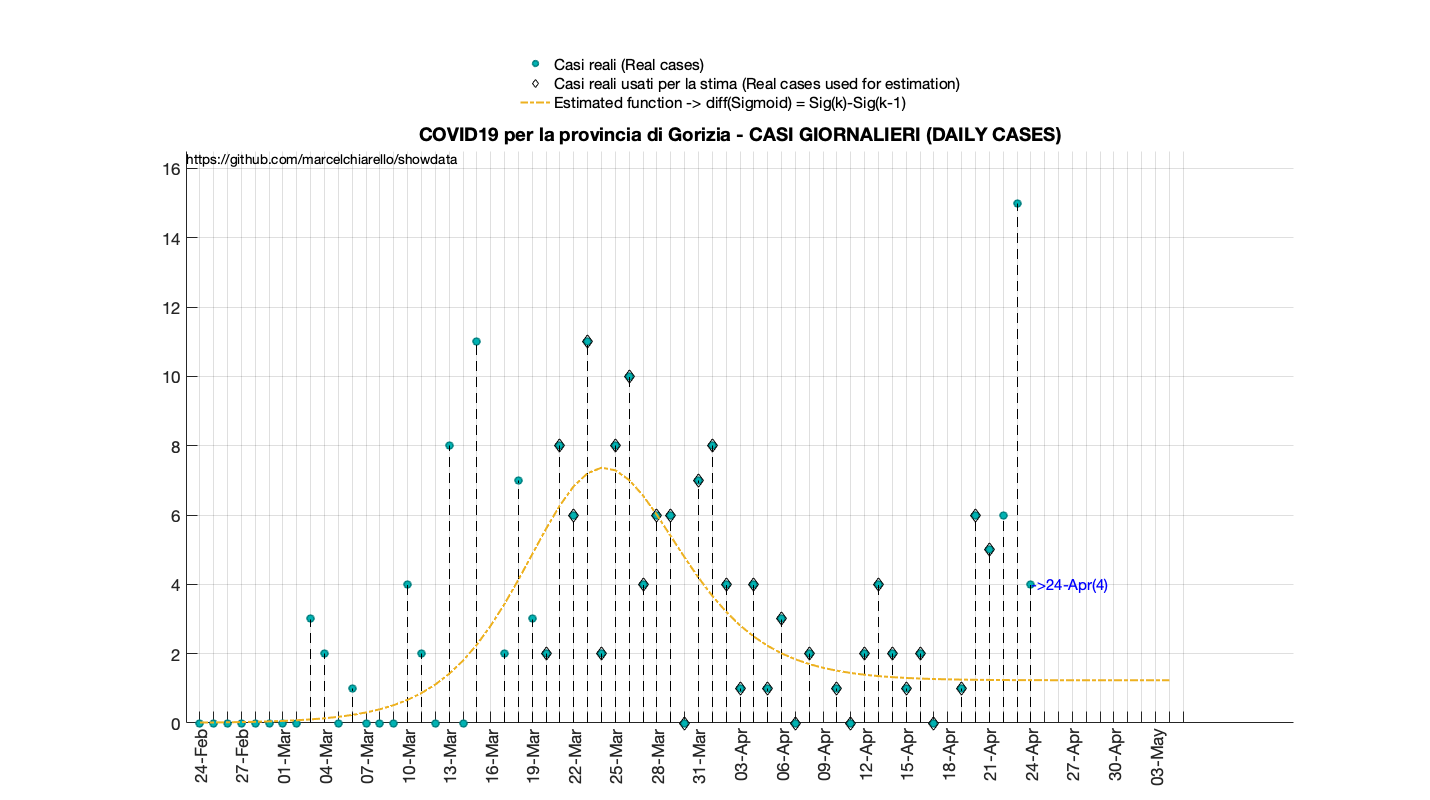 Casi reali (Real cases)
Casi reali usati per la stima (Real cases used for estimation)
Estimated function -> diff(Sigmoid) = Sig(k)-Sig(k-1)
COVID19 per la provincia di Gorizia - CASI GIORNALIERI (DAILY CASES)
https://github.com/marcelchiarello/showdata
16
14
12
10
8
6
4
2
0
->24-Apr(4)
24-Feb
27-Feb
01-Mar
04-Mar
07-Mar
10-Mar
13-Mar
16-Mar
19-Mar
22-Mar
25-Mar
28-Mar
31-Mar
03-Apr
06-Apr
09-Apr
12-Apr
15-Apr
18-Apr
21-Apr
24-Apr
27-Apr
30-Apr
03-May